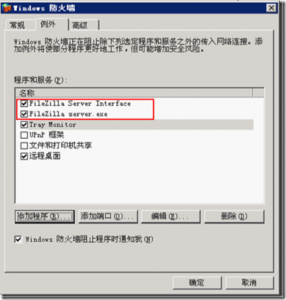 Windows 防火墙
常规 例外 高级
Windows 防火墙正在阻止除下列选定程序和服务之外的传入网络连接。添
加例外将使部分程序更好地工作，但可能增加安全风险。
程序和服务(P):
名称
FileZilla Server Interface
FileZilla server.exe
Tray Monitor
UPnP 框架
文件和打印机共享
远程桌面
添加程序(R)... 添加端口(O)... 编辑(E)... 删除(D)
Windows 防火墙阻止程序时通知我(N)
确定 取消